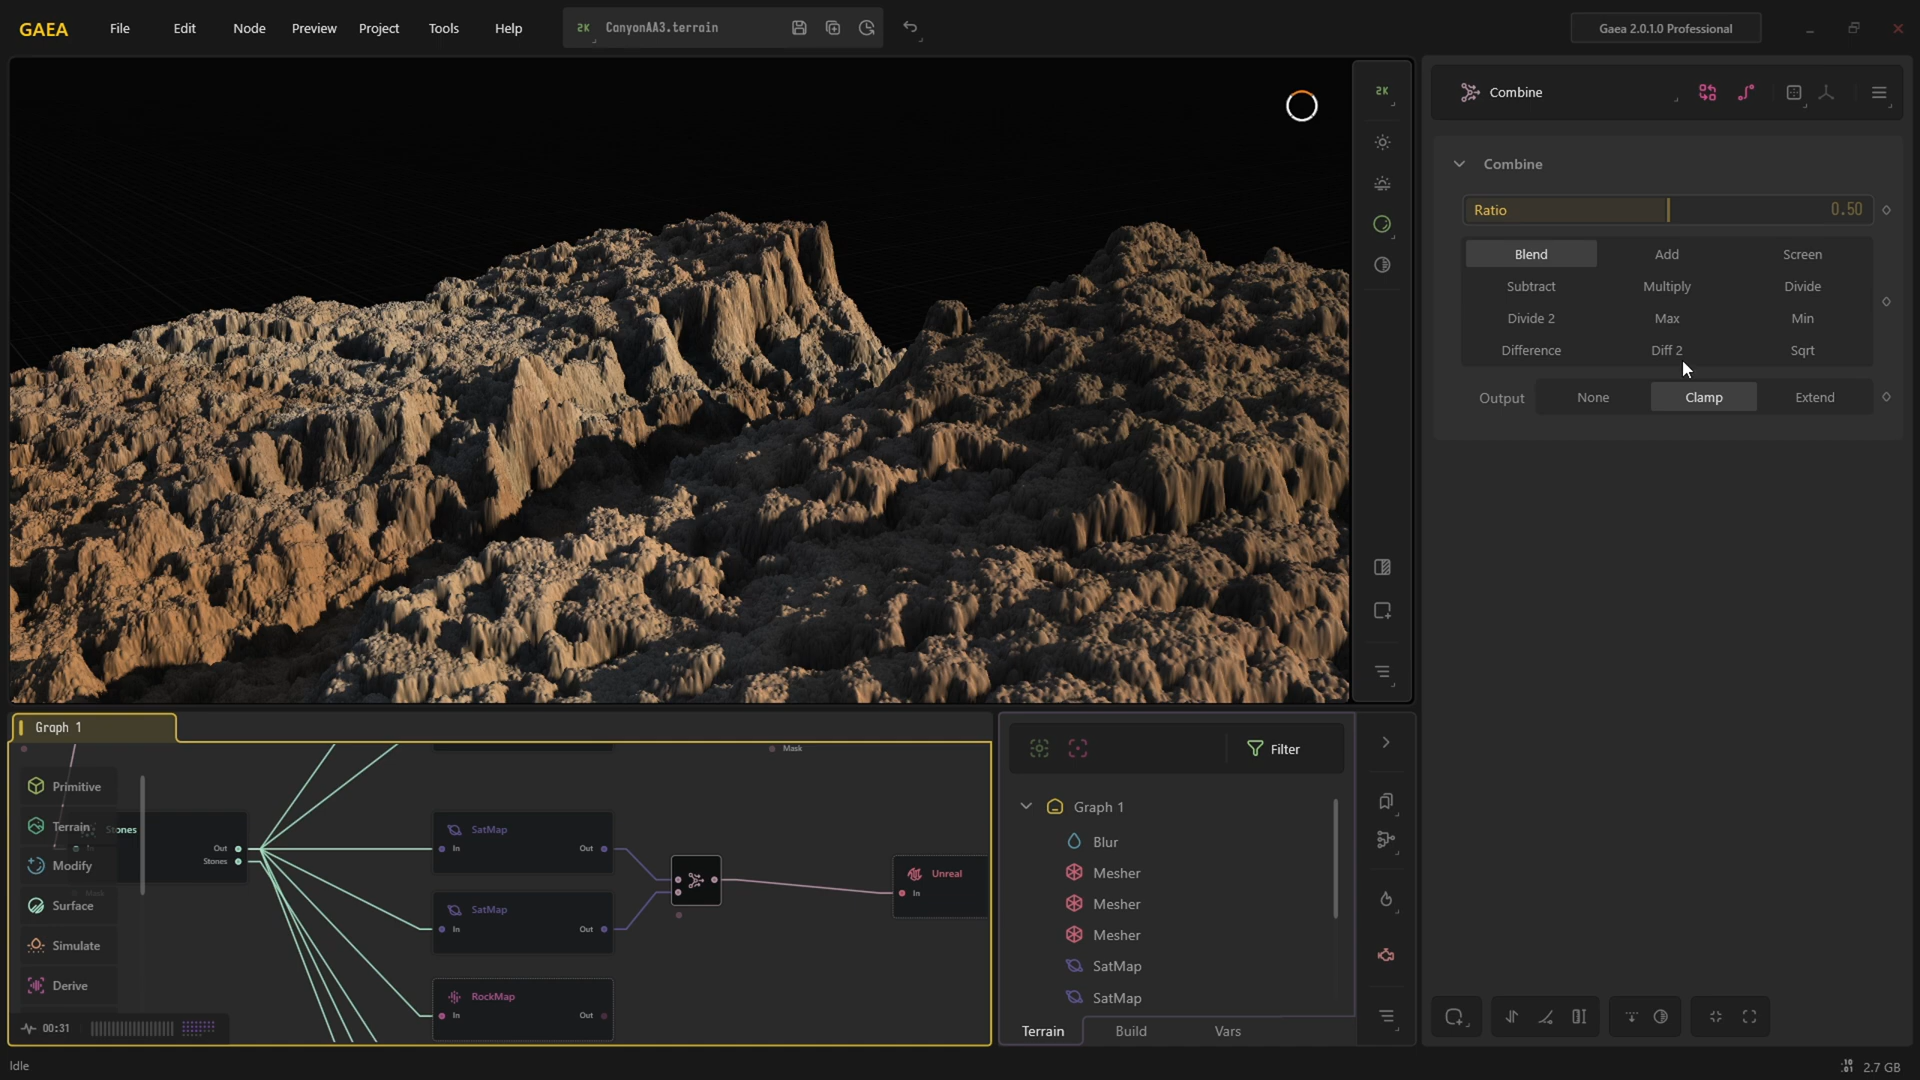 GAEA File Edit Node Preview Project Tools Help 2K CanyonAA3.terrain Gaea 2.0.1.0 Professional
2K
Combine
Combine
Ratio 0.50
Blend Add Screen
Subtract Multiply Divide
Divide 2 Max Min
Difference Diff 2 Sqrt
Output None Clamp Extend
Graph 1
Mask
Primitive
Terrain
Modify
Surface
Simulate
Derive
Stones
In
Out
Stones
Mask
SatMap
In Out
SatMap
In Out
RockMap
In Out
Unreal
In
00:31
Filter
Graph 1
Blur
Mesher
Mesher
Mesher
SatMap
SatMap
Terrain Build Vars
Idle
2.7 GB